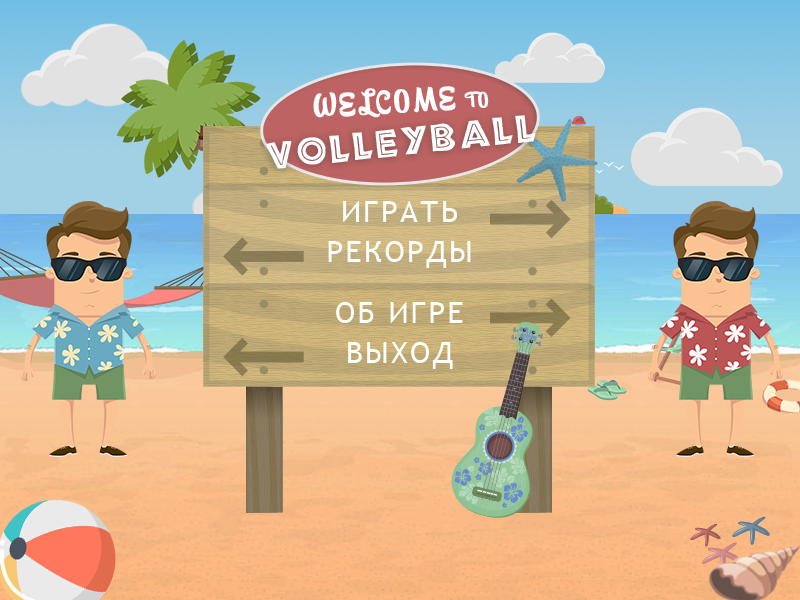 WELCOME TO
VOLLEYBALL
ИГРАТЬ
РЕКОРДЫ
ОБ ИГРЕ
ВЫХОД